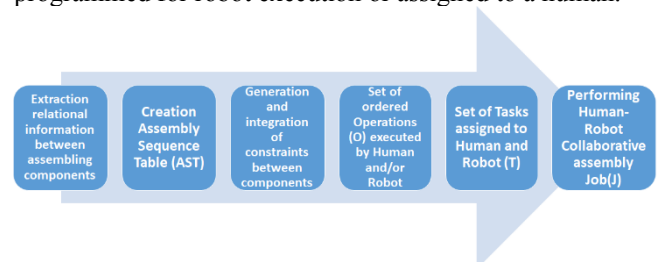 programmed for robot execution or assigned to a human.
Extraction
relational
information
between
assembling
components
Creation
Assembly
Sequence
Table (AST)
Generation
and
integration
of
constraints
between
components
Set of
ordered
Operations
(O) executed
by Human
and/or
Robot
Set of Tasks
assigned to
Human and
Robot (T)
Performing
Human-
Robot
Collaborative
assembly
Job(J)